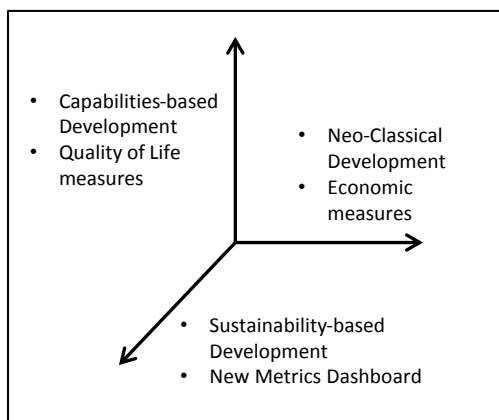 • Capabilities-based
Development
• Quality of Life
measures
• Neo-Classical
Development
• Economic
measures
• Sustainability-based
Development
• New Metrics Dashboard